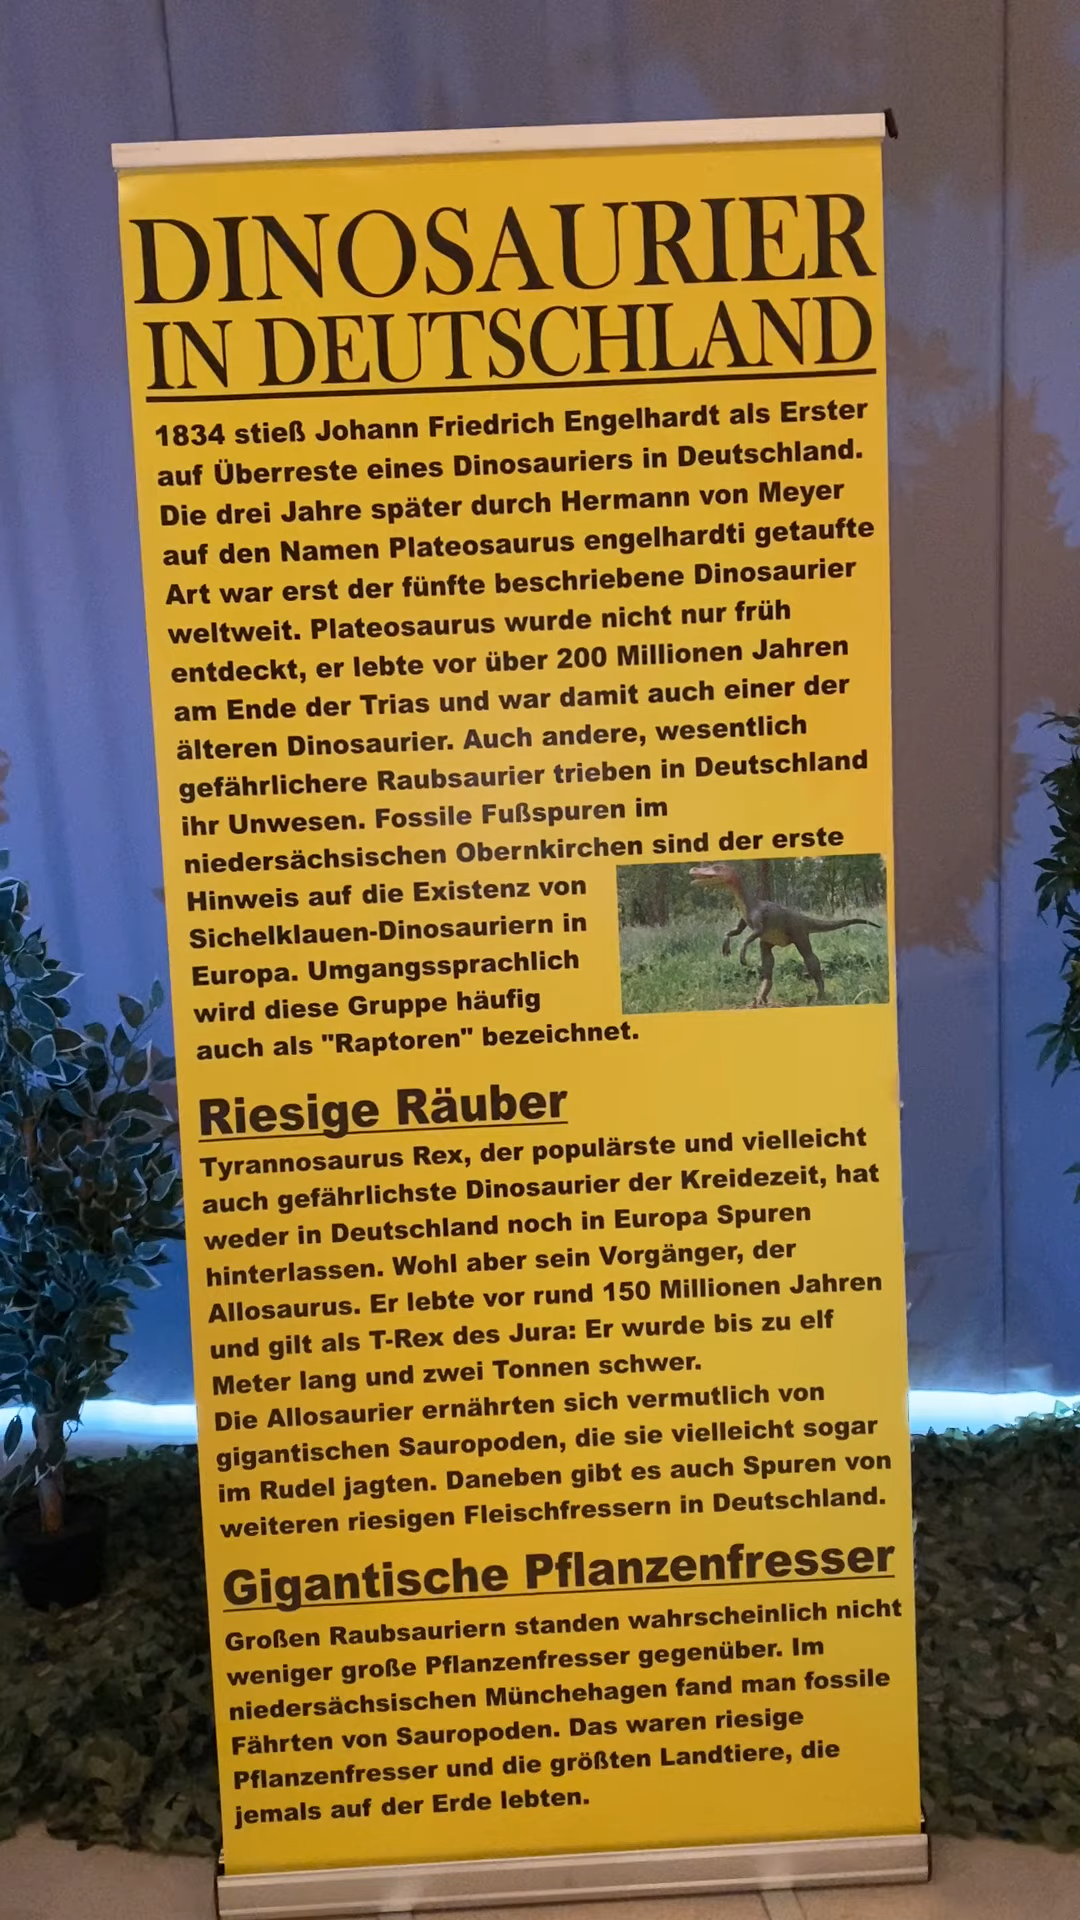 DINOSAURIER
IN DEUTSCHLAND
1834 stieß Johann Friedrich Engelhardt als Erster
auf Überreste eines Dinosauriers in Deutschland.
Die drei Jahre später durch Hermann von Meyer
auf den Namen Plateosaurus engelhardti getaufte
Art war erst der fünfte beschriebene Dinosaurier
weltweit. Plateosaurus wurde nicht nur früh
entdeckt, er lebte vor über 200 Millionen Jahren
am Ende der Trias und war damit auch einer der
älteren Dinosaurier. Auch andere, wesentlich
gefährlichere Raubsaurier trieben in Deutschland
ihr Unwesen. Fossile Fußspuren im
niedersächsischen Obernkirchen sind der erste
Hinweis auf die Existenz von
Sichelklauen-Dinosauriern in
Europa. Umgangssprachlich
wird diese Gruppe häufig
auch als "Raptoren" bezeichnet.
Riesige Räuber
Tyrannosaurus Rex, der populärste und vielleicht
auch gefährlichste Dinosaurier der Kreidezeit, hat
weder in Deutschland noch in Europa Spuren
hinterlassen. Wohl aber sein Vorgänger, der
Allosaurus. Er lebte vor rund 150 Millionen Jahren
und gilt als T-Rex des Jura: Er wurde bis zu elf
Meter lang und zwei Tonnen schwer.
Die Allosaurier ernährten sich vermutlich von
gigantischen Sauropoden, die sie vielleicht sogar
im Rudel jagten. Daneben gibt es auch Spuren von
weiteren riesigen Fleischfressern in Deutschland.
Gigantische Pflanzenfresser
Großen Raubsauriern standen wahrscheinlich nicht
weniger große Pflanzenfresser gegenüber. Im
niedersächsischen Münchehagen fand man fossile
Fährten von Sauropoden. Das waren riesige
Pflanzenfresser und die größten Landtiere, die
jemals auf der Erde lebten.